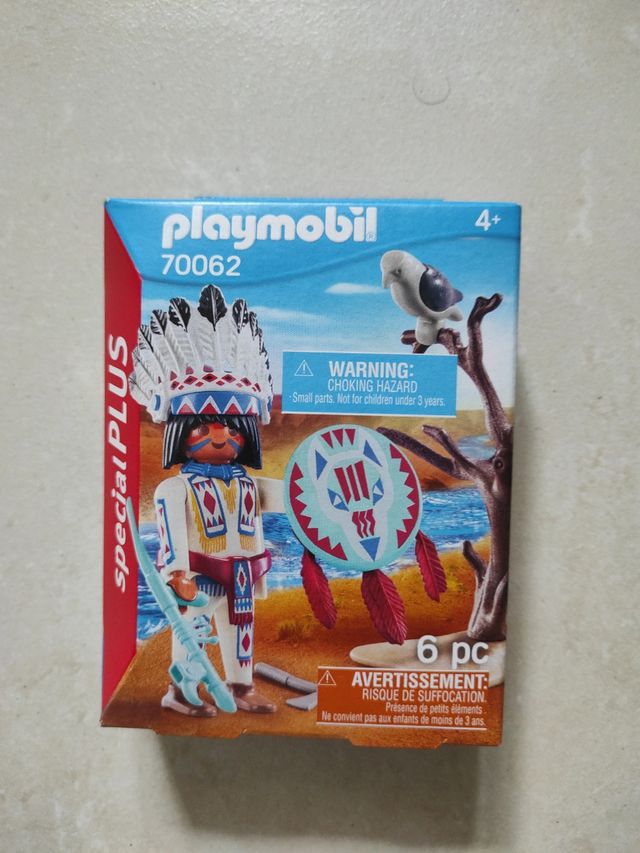 playmobil®
4+
70062
special PLUS
⚠ WARNING:
CHOKING HAZARD
·Small parts. Not for children under 3 years.
6 pc
⚠ AVERTISSEMENT:
RISQUE DE SUFFOCATION.
Présence de petits éléments.
Ne convient pas aux enfants de moins de 3 ans.